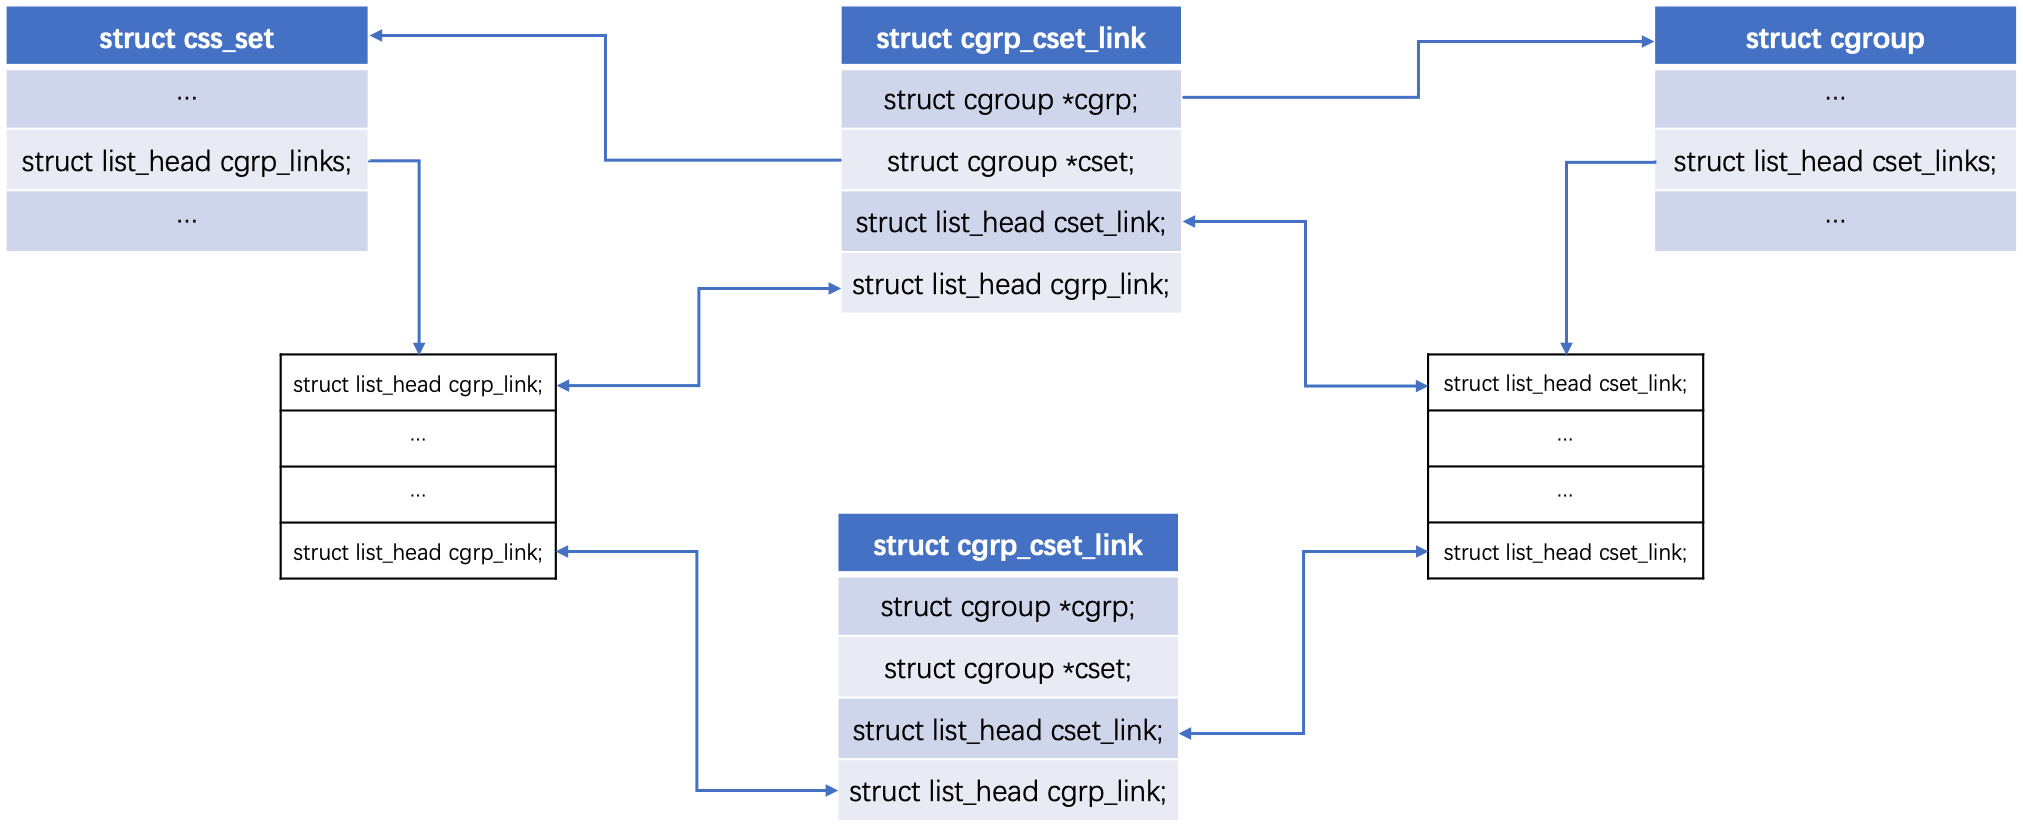 struct css_set
...
struct list_head cgrp_links;
...
struct cgrp_cset_link
struct cgroup *cgrp;
struct cgroup *cset;
struct list_head cset_link;
struct list_head cgrp_link;
struct cgroup
...
struct list_head cset_links;
...
struct list_head cgrp_link;
...
...
struct list_head cgrp_link;
struct list_head cset_link;
...
...
struct list_head cset_link;
struct cgrp_cset_link
struct cgroup *cgrp;
struct cgroup *cset;
struct list_head cset_link;
struct list_head cgrp_link;